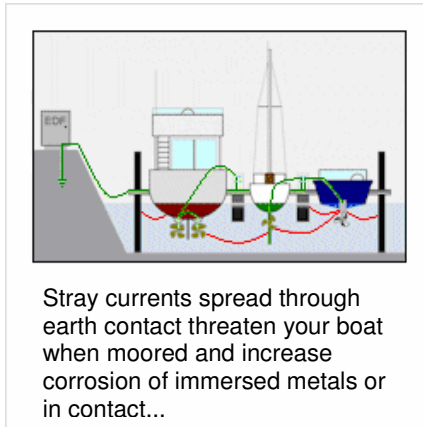 EDF
Stray currents spread through
earth contact threaten your boat
when moored and increase
corrosion of immersed metals or
in contact...